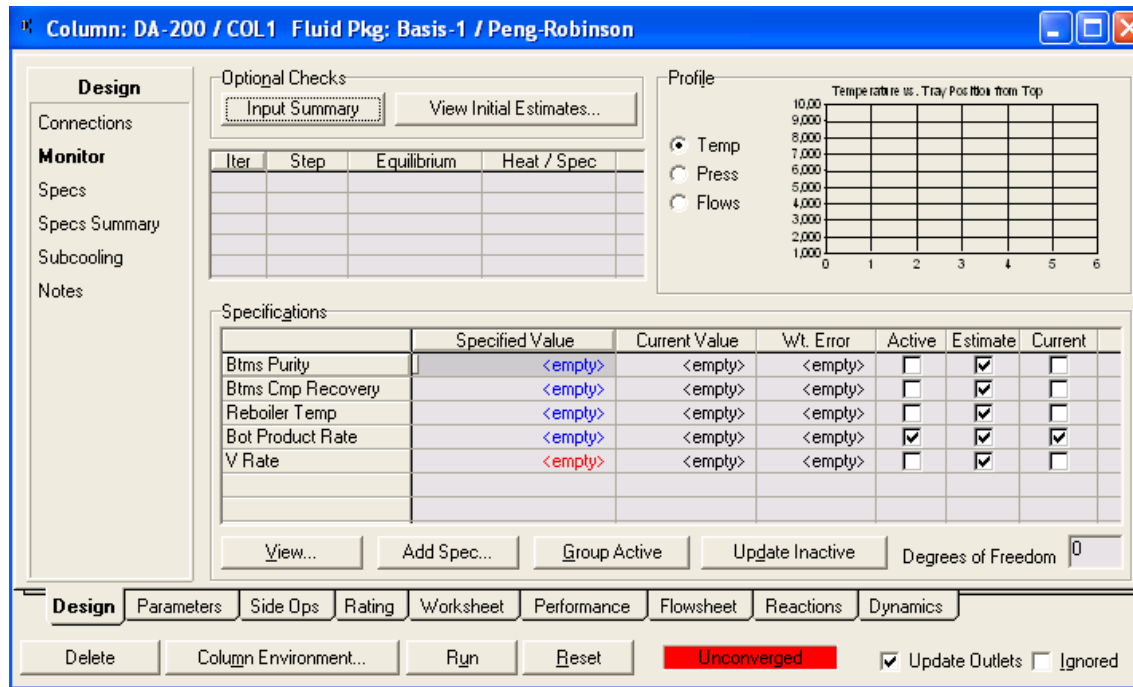 Column: DA-200 / COL1 Fluid Pkg: Basis-1 / Peng-Robinson
Design
Connections
Monitor
Specs
Specs Summary
Subcooling
Notes
Optional Checks
Input Summary View Initial Estimates...
Iter Step Equilibrium Heat / Spec
Profile
Temp
Press
Flows
Temperature vs. Tray Position from Top
10,00
9,000
8,000
7,000
6,000
5,000
4,000
3,000
2,000
1,000
0 1 2 3 4 5 6
Specifications
Specified Value Current Value Wt. Error Active Estimate Current
Btms Purity <empty> <empty> <empty>
Btms Cmp Recovery <empty> <empty> <empty>
Reboiler Temp <empty> <empty> <empty>
Bot Product Rate <empty> <empty> <empty>
V Rate <empty> <empty> <empty>
View... Add Spec... Group Active Update Inactive Degrees of Freedom 0
Design Parameters Side Ops Rating Worksheet Performance Flowsheet Reactions Dynamics
Delete Column Environment... Run Reset Unconverged Update Outlets Ignored